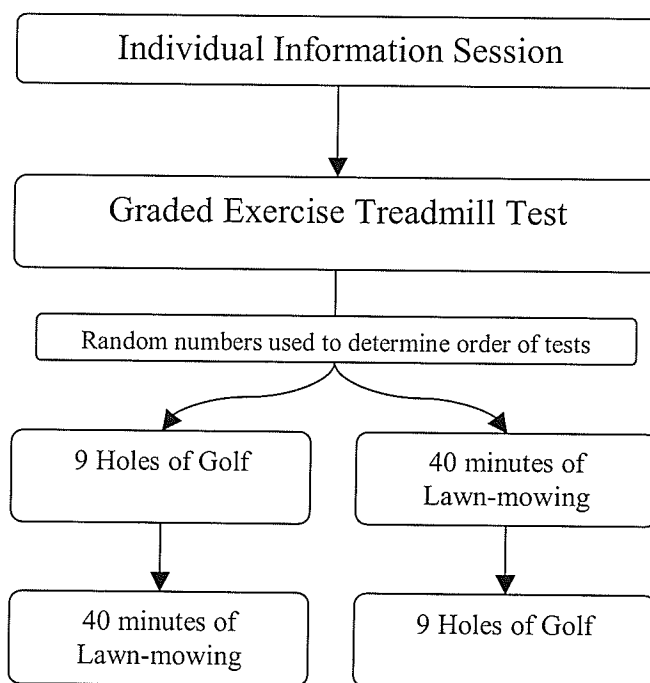 Individual Information Session
Graded Exercise Treadmill Test
Random numbers used to determine order of tests
9 Holes of Golf
40 minutes of
Lawn-mowing
40 minutes of
Lawn-mowing
9 Holes of Golf